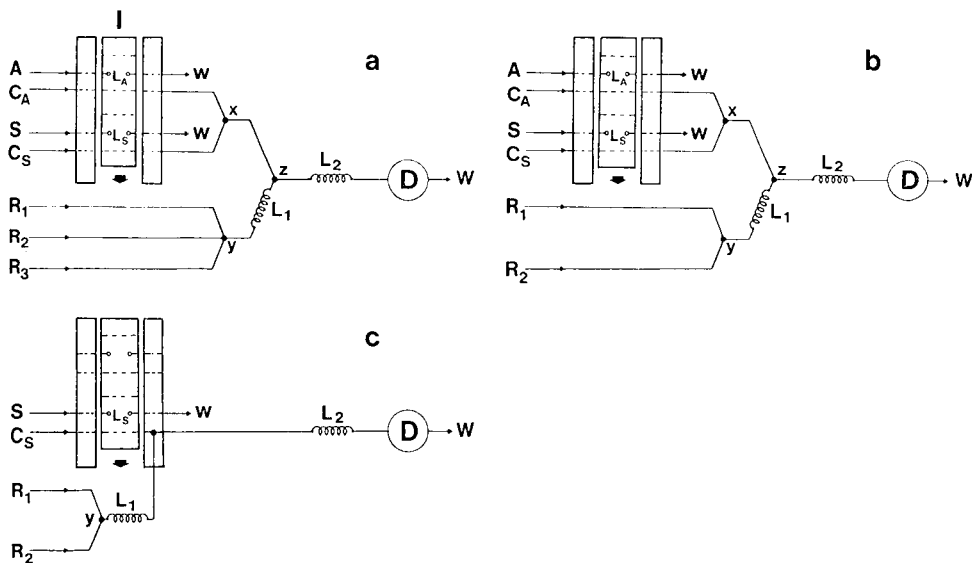 I
a
A
L_A
W
C_A
x
S
L_S
W
C_S
z
L_2
D
W
L_1
R_1
R_2
y
R_3
b
A
L_A
W
C_A
x
S
L_S
W
C_S
z
L_2
D
W
L_1
R_1
y
R_2
c
S
L_S
W
L_2
C_S
D
W
R_1
L_1
y
R_2